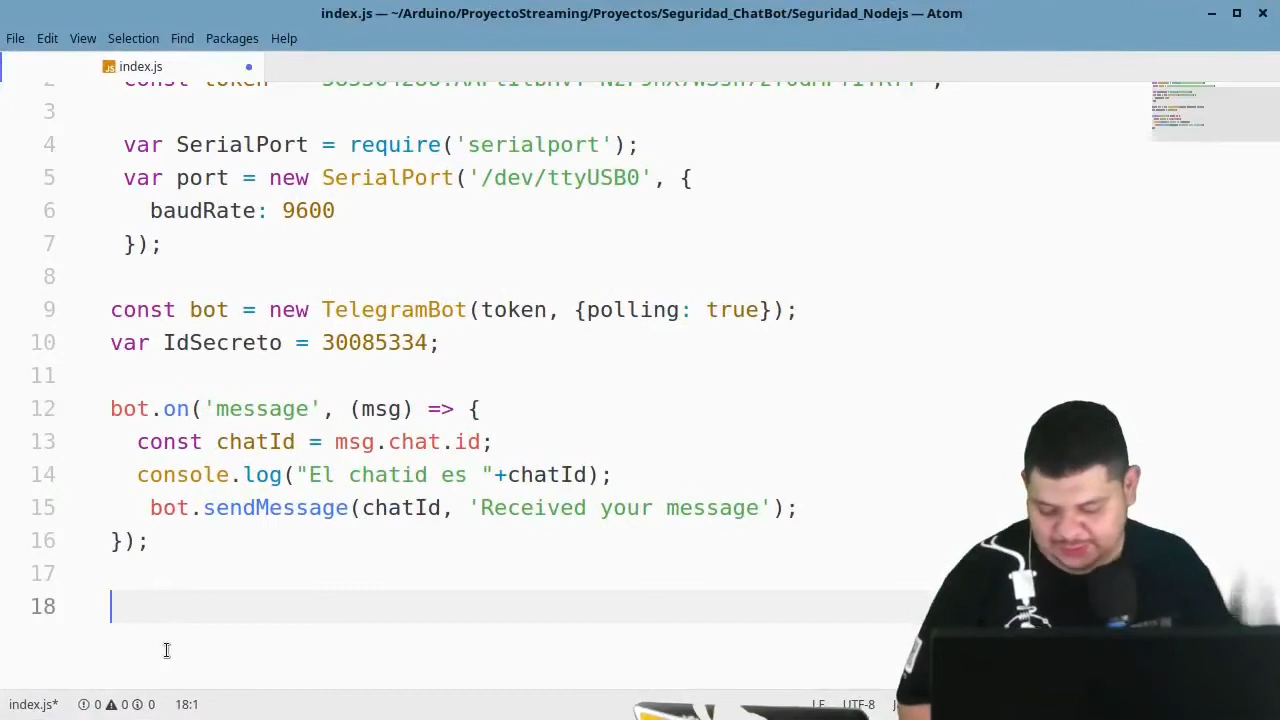 index.js — ~/Arduino/ProyectoStreaming/Proyectos/Seguridad_ChatBot/Seguridad_Nodejs — Atom
File Edit View Selection Find Packages Help
index.js
2 const token
3
4 var SerialPort = require('serialport');
5 var port = new SerialPort('/dev/ttyUSB0', {
6 baudRate: 9600
7 });
8
9 const bot = new TelegramBot(token, {polling: true});
10 var IdSecreto = 30085334;
11
12 bot.on('message', (msg) => {
13 const chatId = msg.chat.id;
14 console.log("El chatid es "+chatId);
15 bot.sendMessage(chatId, 'Received your message');
16 });
17
18
index.js* 0 0 0 18:1 LF UTF-8